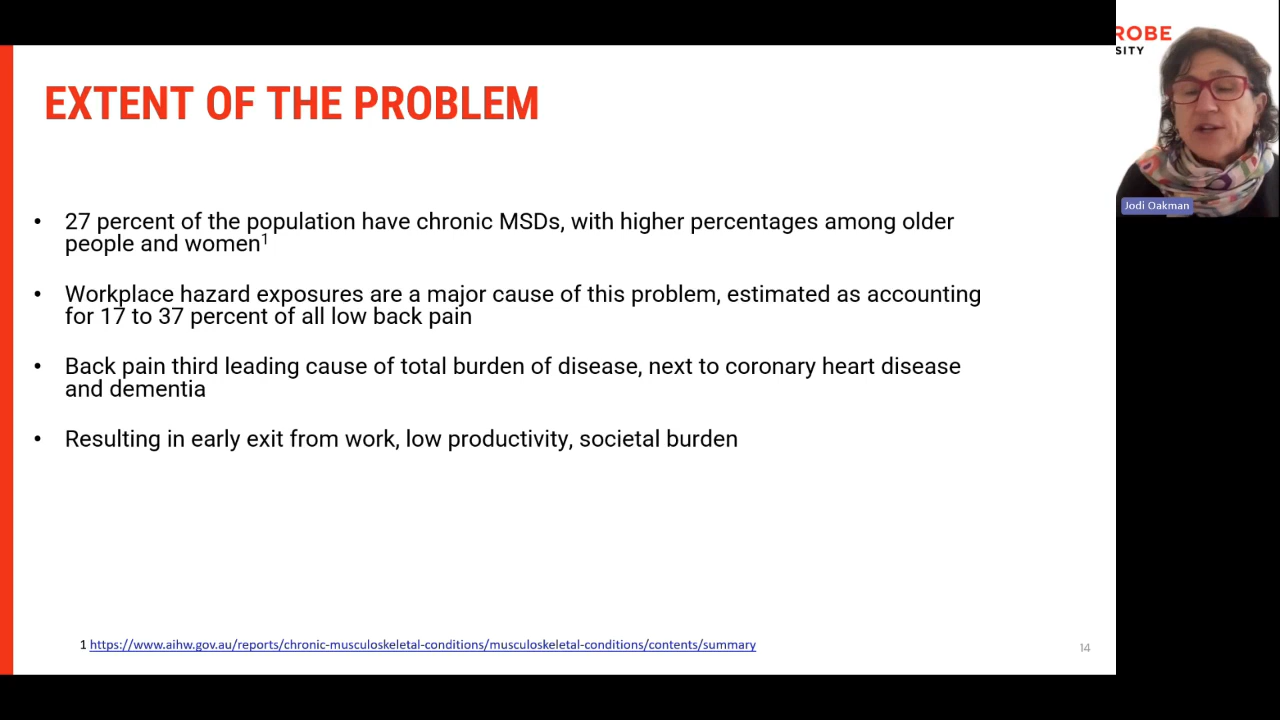 EXTENT OF THE PROBLEM
• 27 percent of the population have chronic MSDs, with higher percentages among older
people and women1
• Workplace hazard exposures are a major cause of this problem, estimated as accounting
for 17 to 37 percent of all low back pain
• Back pain third leading cause of total burden of disease, next to coronary heart disease
and dementia
• Resulting in early exit from work, low productivity, societal burden
1 https://www.aihw.gov.au/reports/chronic-musculoskeletal-conditions/musculoskeletal-conditions/contents/summary
14
ROBE
SITY
Jodi Oakman